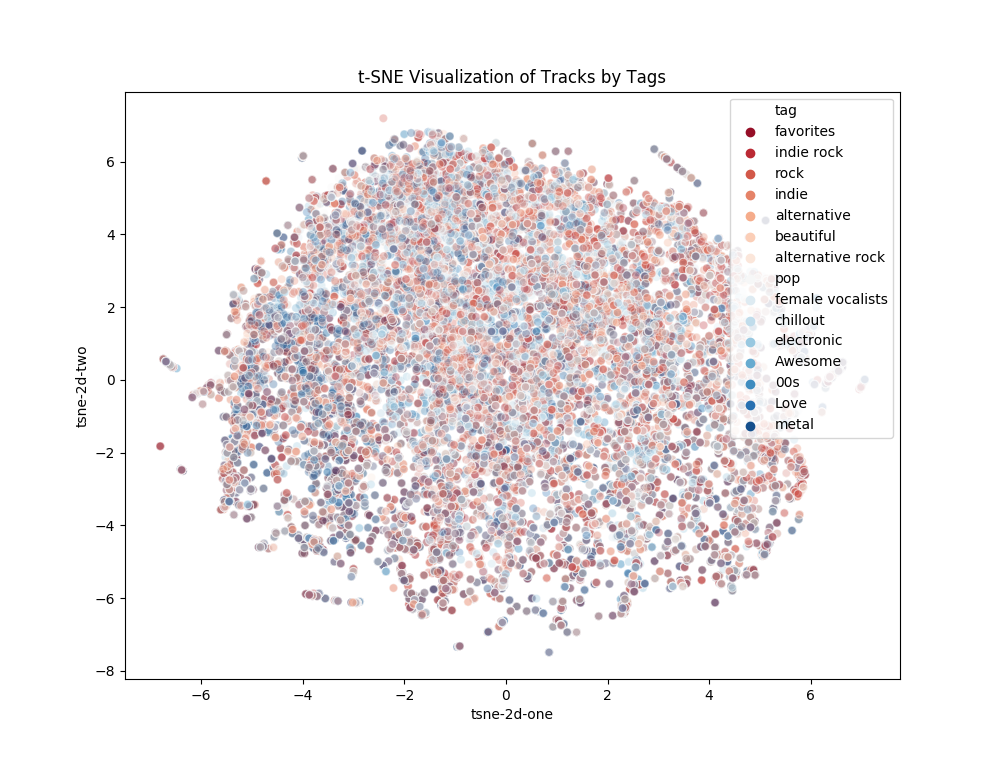 t-SNE Visualization of Tracks by Tags
tag
favorites
indie rock
rock
indie
alternative
beautiful
alternative rock
pop
female vocalists
chillout
electronic
Awesome
00s
Love
metal
6
4
2
0
−2
−4
−6
−8
tsne-2d-two
−6
−4
−2
0
2
4
6
tsne-2d-one